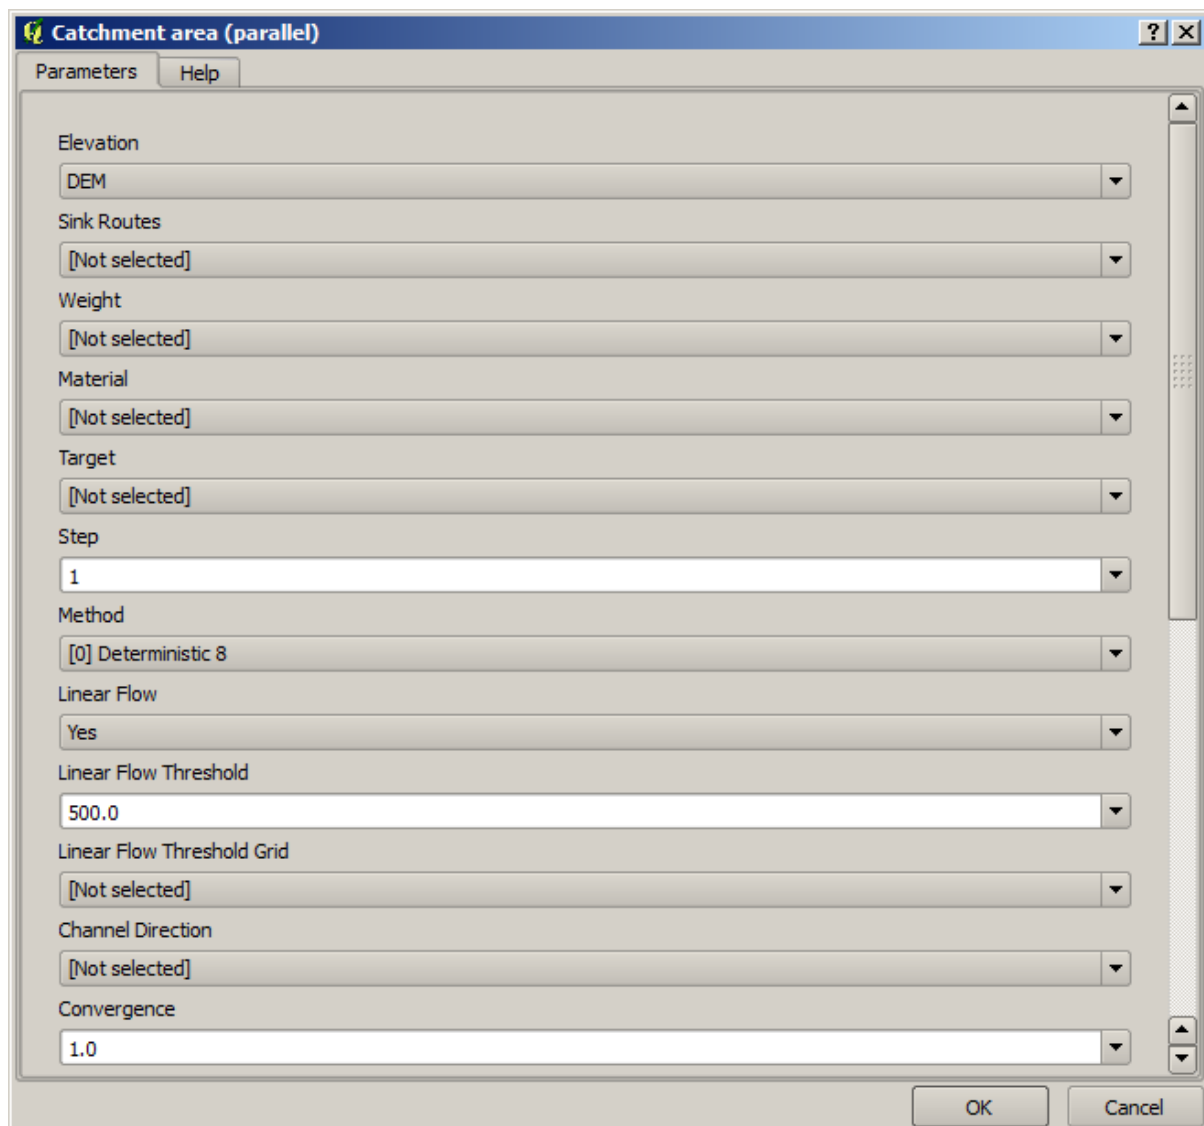 Catchment area (parallel)
Parameters Help
Elevation
DEM
Sink Routes
[Not selected]
Weight
[Not selected]
Material
[Not selected]
Target
[Not selected]
Step
1
Method
[0] Deterministic 8
Linear Flow
Yes
Linear Flow Threshold
500.0
Linear Flow Threshold Grid
[Not selected]
Channel Direction
[Not selected]
Convergence
1.0
OK Cancel